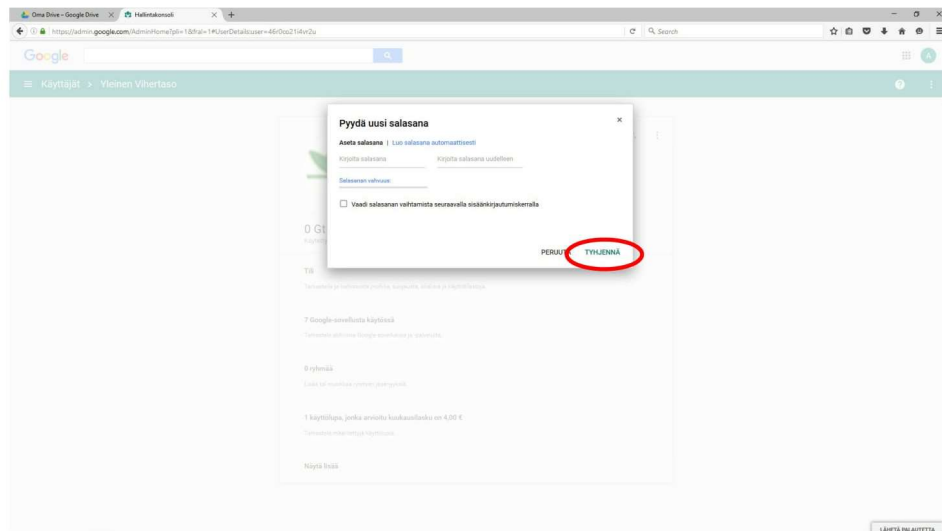 Oma Drive – Google Drive
Hallintakonsoli
https://admin.google.com/AdminHome?pli=1&fral=1#UserDetails:user=46r0co21i4vr2u
Search
Google
A
Käyttäjät > Yleinen Vihertaso
Pyydä uusi salasana
Aseta salasana | Luo salasana automaattisesti
Kirjoita salasana
Kirjoita salasana uudelleen
Salasanan vahvuus:
Vaadi salasanan vaihtamista seuraavalla sisäänkirjautumiskerralla
PERUUTA
TYHJENNÄ
0 Gt
Tili
7 Google-sovellusta käytössä
0 ryhmää
1 käyttölupa, jonka arvioitu kuukausilasku on 4,00 €
Näytä lisää
LÄHETÄ PALAUTETTA